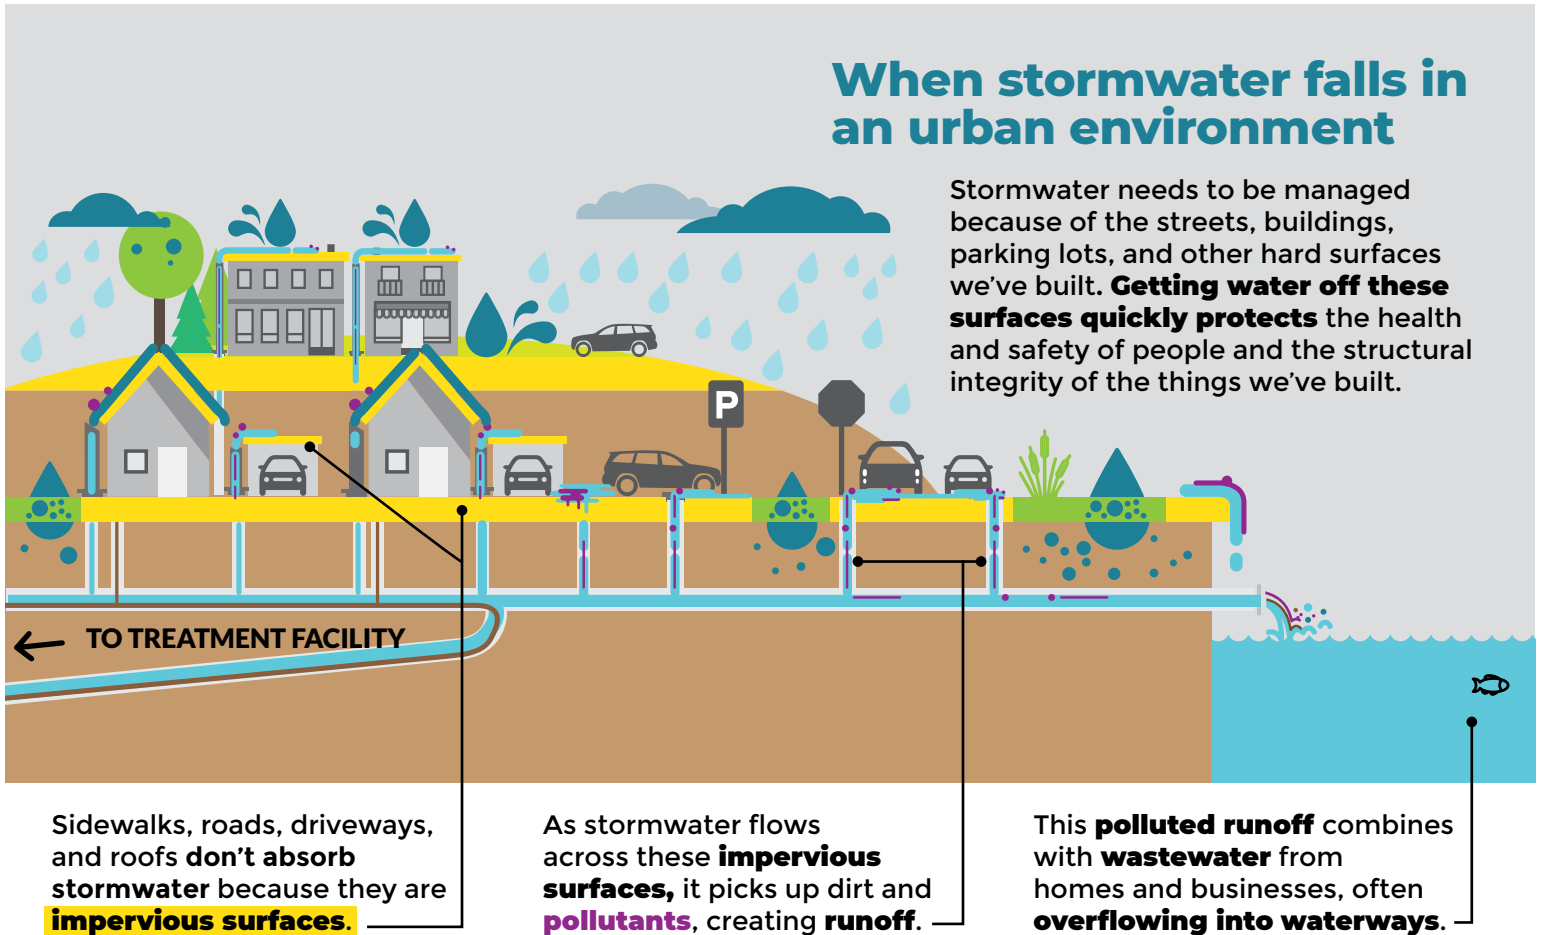 When stormwater falls in
an urban environment
Stormwater needs to be managed
because of the streets, buildings,
parking lots, and other hard surfaces
we've built. Getting water off these
surfaces quickly protects the health
and safety of people and the structural
integrity of the things we've built.
P
TO TREATMENT FACILITY
Sidewalks, roads, driveways,
and roofs don't absorb
stormwater because they are
impervious surfaces.
As stormwater flows
across these impervious
surfaces, it picks up dirt and
pollutants, creating runoff.
This polluted runoff combines
with wastewater from
homes and businesses, often
overflowing into waterways.